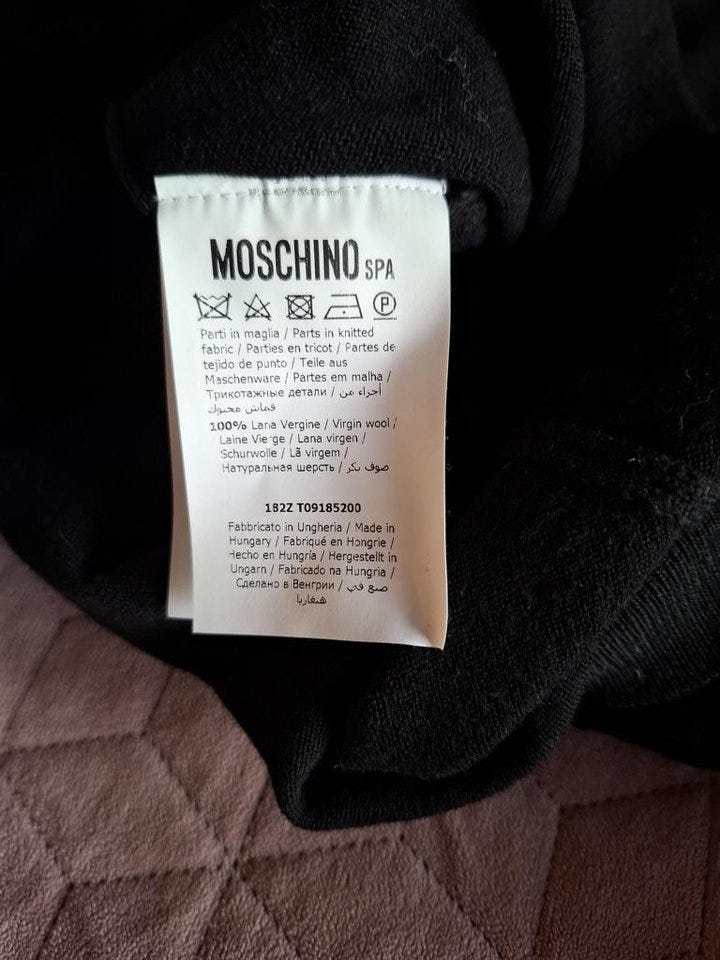 MOSCHINO SPA
P
Parti in maglia / Parts in knitted
fabric / Parties en tricot / Partes de
tejido de punto / Teile aus
Maschenware / Partes em malha /
Трикотажные детали / أجزاء من
قماش محبوك
100% Lana Vergine / Virgin wool /
Laine Vierge / Lana virgen /
Schurwolle / Lã virgem /
Натуральная шерсть / صوف بكر
1B2Z T09185200
Fabbricato in Ungheria / Made in
Hungary / Fabriqué en Hongrie /
Hecho en Hungría / Hergestellt in
Ungarn / Fabricado na Hungria /
Сделано в Венгрии / صنع في
هنغاريا